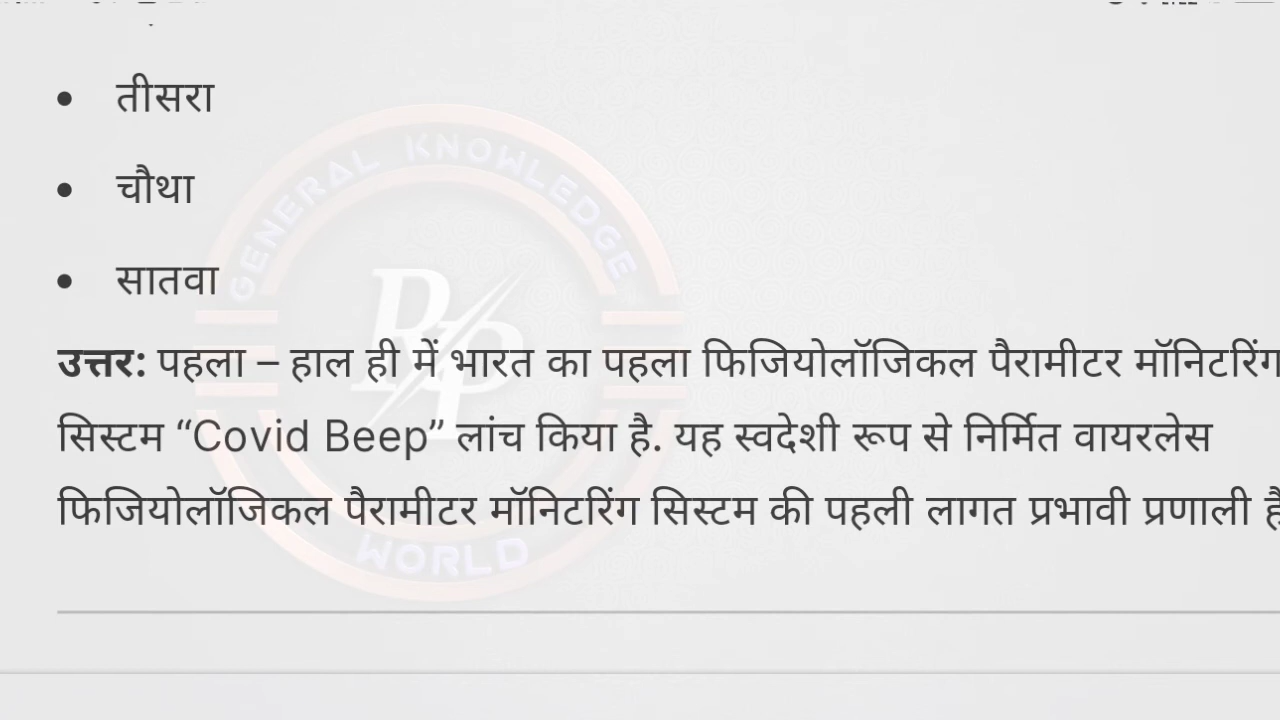 तीसरा
चौथा
सातवा
उत्तर: पहला – हाल ही में भारत का पहला फिजियोलॉजिकल पैरामीटर मॉनिटरिंग
सिस्टम “Covid Beep” लांच किया है. यह स्वदेशी रूप से निर्मित वायरलेस
फिजियोलॉजिकल पैरामीटर मॉनिटरिंग सिस्टम की पहली लागत प्रभावी प्रणाली है
GENERAL KNOWLEDGE
RP
WORLD